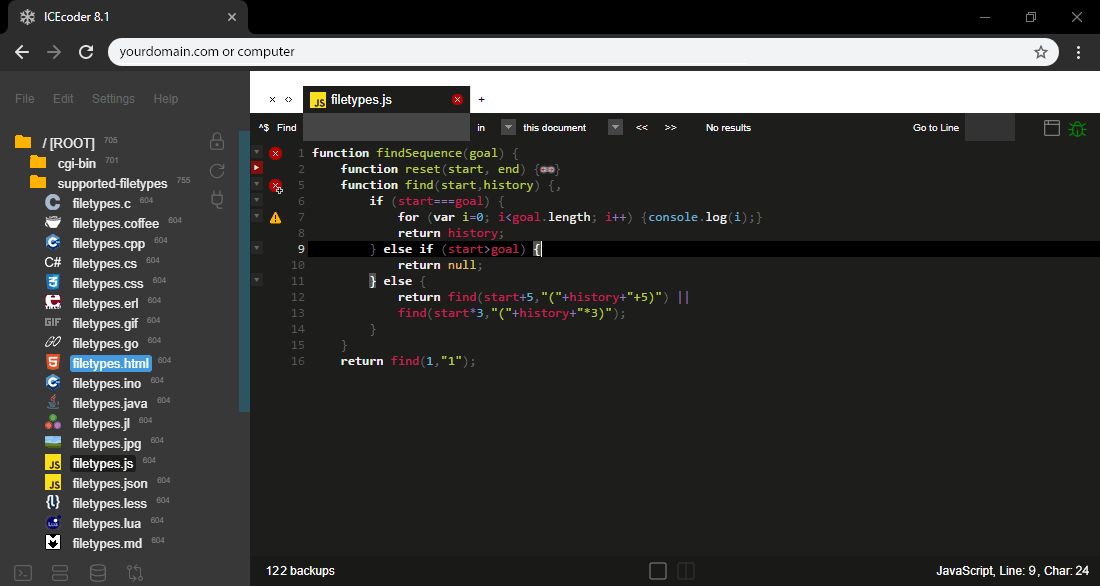 ICEcoder 8.1
yourdomain.com or computer
File Edit Settings Help
filetypes.js
^$ Find in this document << >> No results Go to Line
/ [ROOT] 705
cgi-bin 701
supported-filetypes 755
filetypes.c 604
filetypes.coffee 604
filetypes.cpp 604
C# filetypes.cs 604
filetypes.css 604
filetypes.erl 604
GIF filetypes.gif 604
GO filetypes.go 604
filetypes.html 604
filetypes.ino 604
filetypes.java 604
filetypes.jl 604
filetypes.jpg 604
JS filetypes.js 604
JS filetypes.json 604
{} filetypes.less 604
filetypes.lua 604
filetypes.md 604
1 function findSequence(goal) {
2 function reset(start, end) {↔}
5 function find(start,history) {,
6 if (start===goal) {
7 for (var i=0; i<goal.length; i++) {console.log(i);}
8 return history;
9 } else if (start>goal) {
10 return null;
11 } else {
12 return find(start+5,"("+history+"+5)") ||
13 find(start*3,"("+history+"*3)");
14 }
15 }
16 return find(1,"1");
122 backups
JavaScript, Line: 9, Char: 24